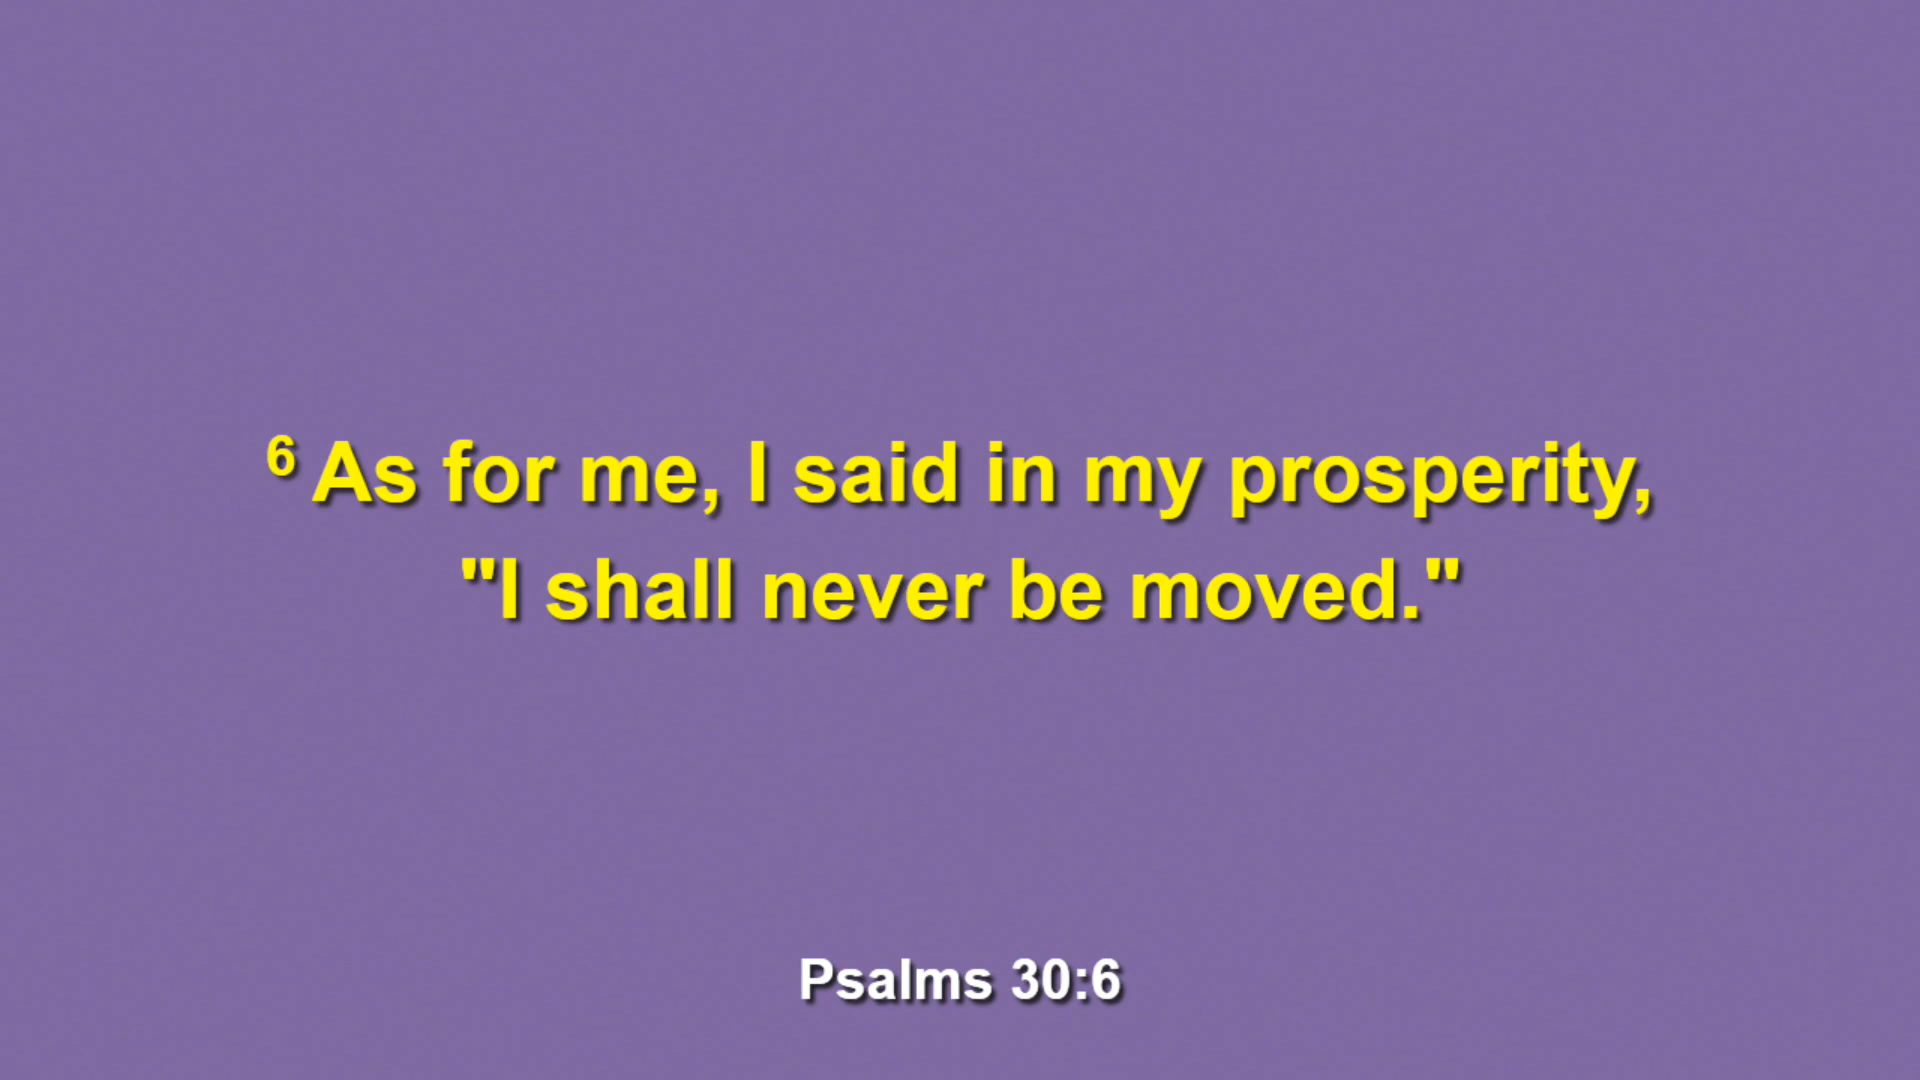 6 As for me, I said in my prosperity,
"I shall never be moved."
Psalms 30:6